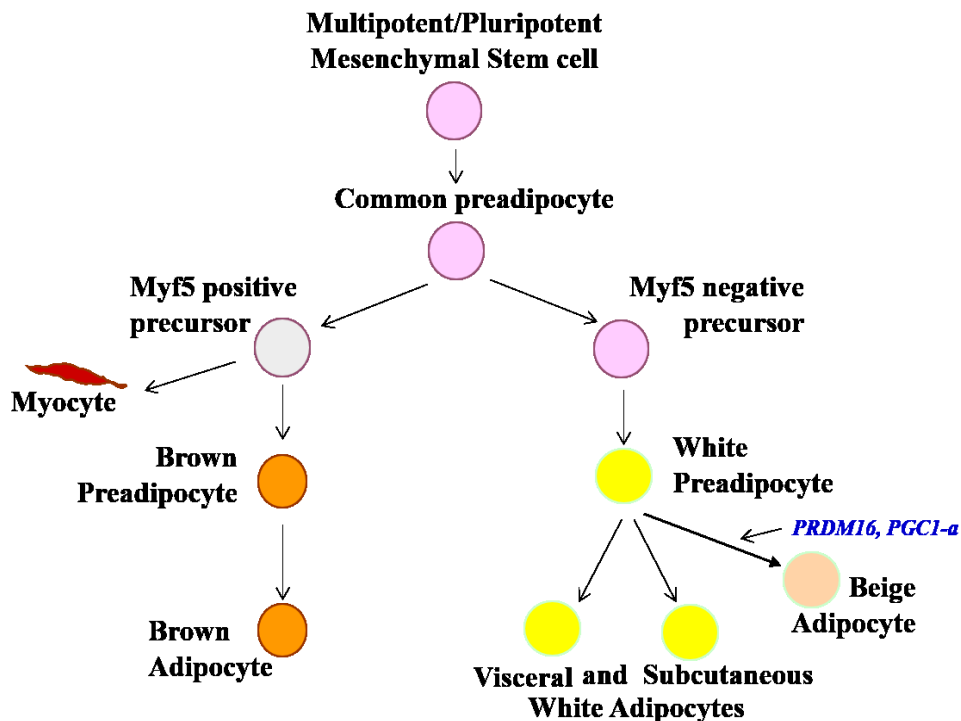 Multipotent/Pluripotent
Mesenchymal Stem cell
Common preadipocyte
Myf5 positive
precursor
Myf5 negative
precursor
Myocyte
Brown
Preadipocyte
White
Preadipocyte
PRDM16, PGC1-a
Beige
Adipocyte
Brown
Adipocyte
Visceral and Subcutaneous
White Adipocytes